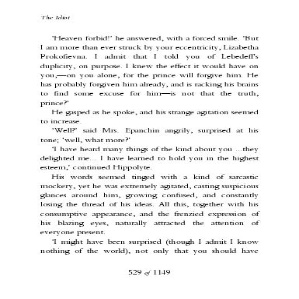 The Idiot
'Heaven forbid!' he answered, with a forced smile. 'But
I am more than ever struck by your eccentricity, Lizabetha
Prokofievna. I admit that I told you of Lebedeff's
duplicity, on purpose. I knew the effect it would have on
you,—on you alone, for the prince will forgive him. He
has probably forgiven him already, and is racking his brains
to find some excuse for him—is not that the truth,
prince?'
He gasped as he spoke, and his strange agitation seemed
to increase.
'Well?' said Mrs. Epanchin angrily, surprised at his
tone; 'well, what more?'
'I have heard many things of the kind about you ...they
delighted me... I have learned to hold you in the highest
esteem,' continued Hippolyte.
His words seemed tinged with a kind of sarcastic
mockery, yet he was extremely agitated, casting suspicious
glances around him, growing confused, and constantly
losing the thread of his ideas. All this, together with his
consumptive appearance, and the frenzied expression of
his blazing eyes, naturally attracted the attention of
everyone present.
'I might have been surprised (though I admit I know
nothing of the world), not only that you should have
529 of 1149